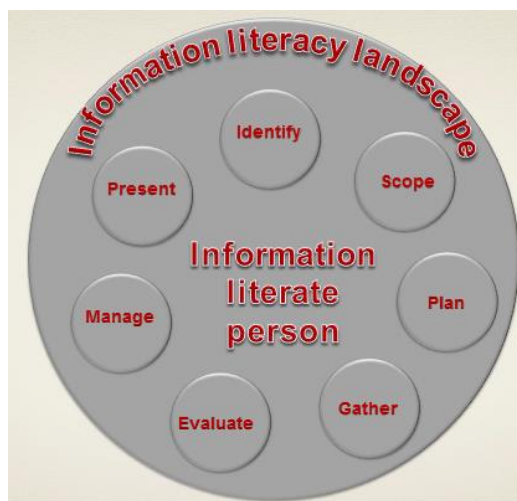 Information literacy landscape
Identify
Scope
Plan
Gather
Evaluate
Manage
Present
Information
literate
person